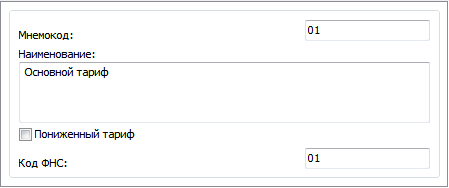 Мнемокод: 01
Наименование:
Основной тариф
Пониженный тариф
Код ФНС: 01